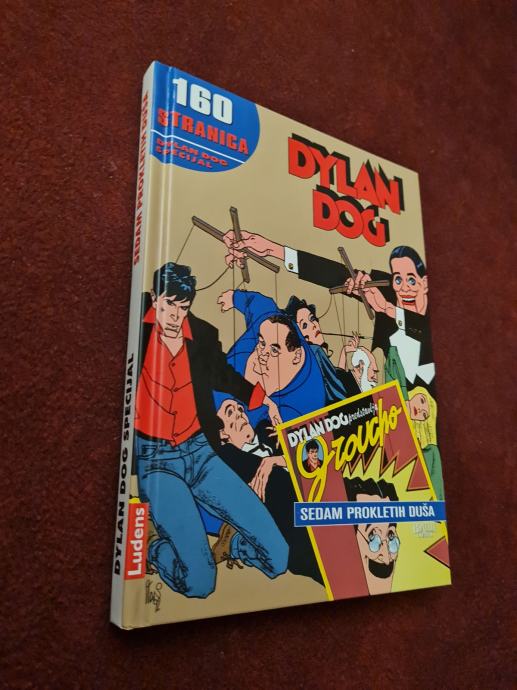 160
STRANICA
DYLAN DOG
SPECIJAL
DYLAN
DOG
DYLAN DOG predstavlja
Groucho
SEDAM PROKLETIH DUŠA
SEDAM PROKLETIH DUŠA
DYLAN DOG SPECIJAL
Ludens